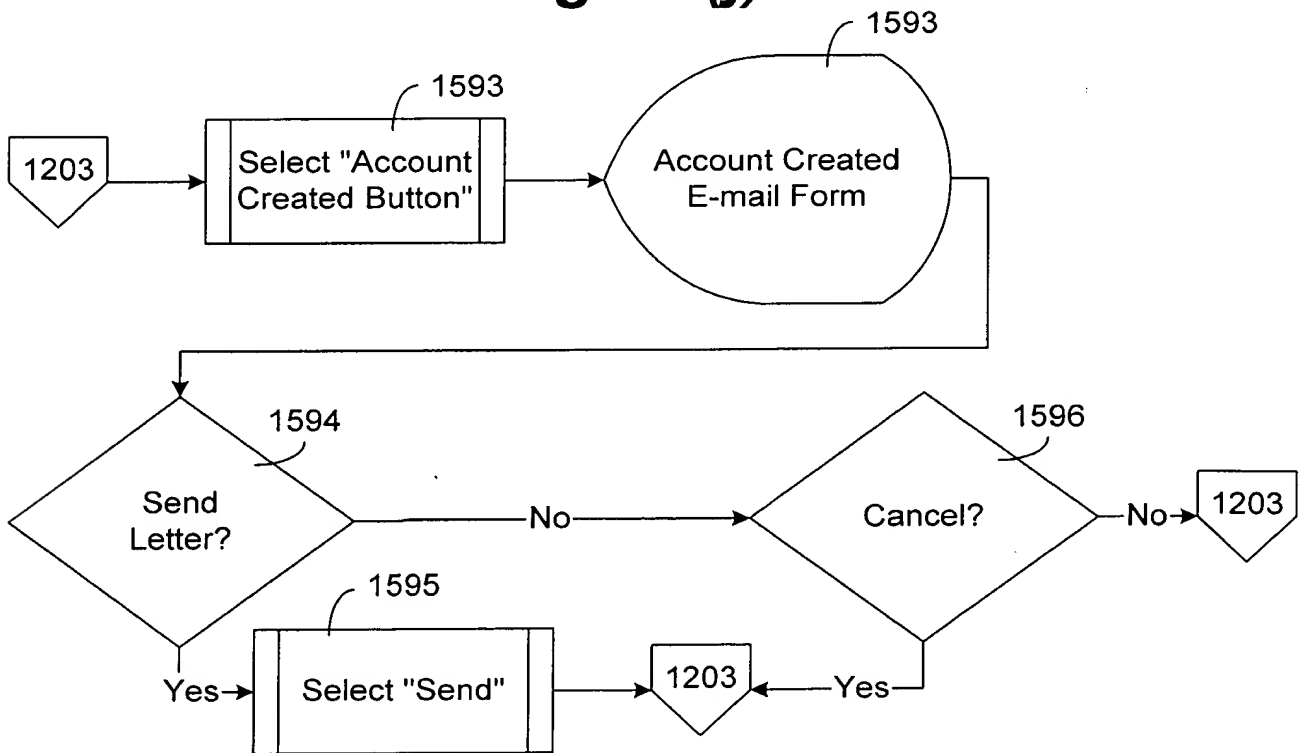 1593
1593
1203
Select "Account
Created Button"
Account Created
E-mail Form
1594
1596
Send
Letter?
No
Cancel?
No
1203
1595
Yes
Select "Send"
1203
Yes